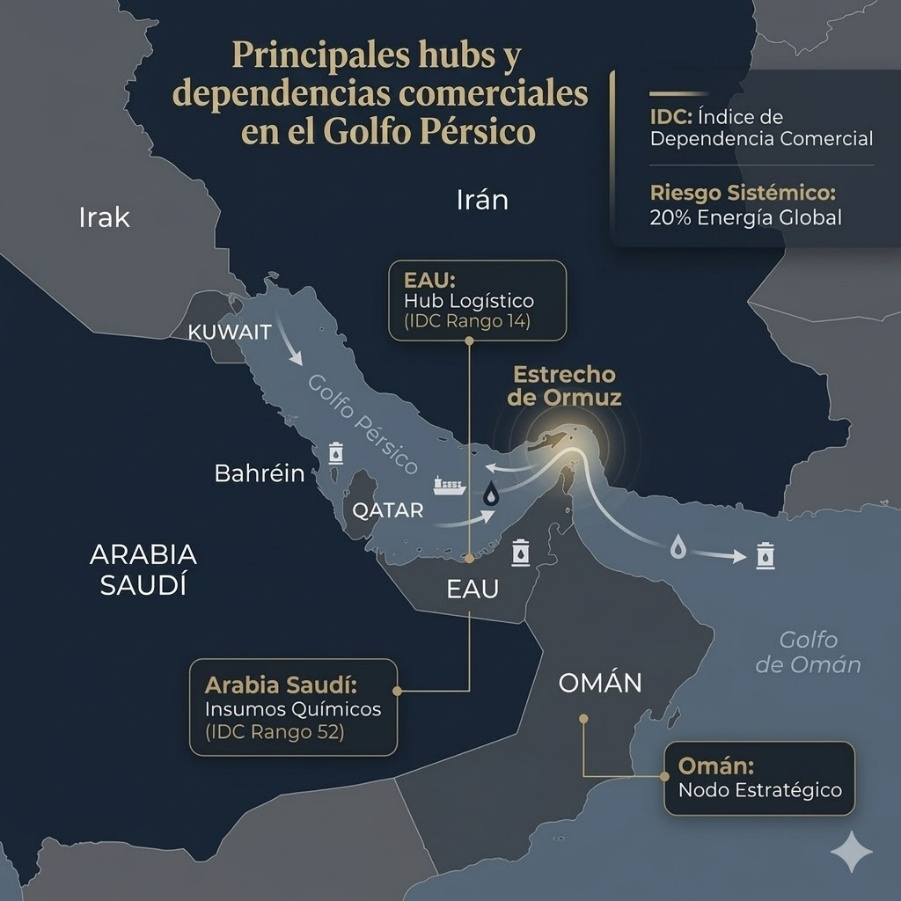 Principales hubs y
dependencias comerciales
en el Golfo Pérsico
IDC: Índice de
Dependencia Comercial
Riesgo Sistémico:
20% Energía Global
Irak
Irán
EAU:
Hub Logístico
(IDC Rango 14)
KUWAIT
Estrecho
de Ormuz
Golfo Pérsico
Bahréin
QATAR
ARABIA
SAUDÍ
EAU
Golfo
de Omán
OMÁN
Arabia Saudí:
Insumos Químicos
(IDC Rango 52)
Omán:
Nodo Estratégico